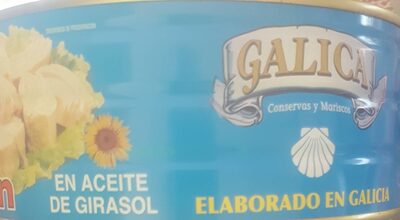 GALICA
Conservas y Mariscos
EN ACEITE
DE GIRASOL
ELABORADO EN GALICIA